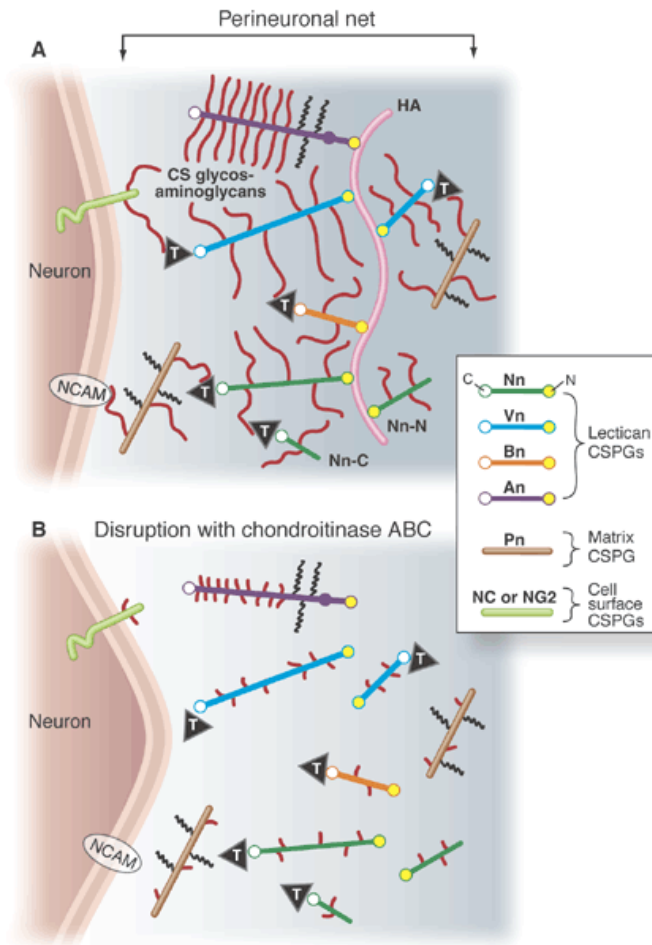 Perineuronal net
A
HA
CS glycos-
aminoglycans
T
T
Neuron
T
NCAM
T
T
Nn-N
Nn-C
C Nn N
Vn
Bn
An
Lectican
CSPGs
Pn
Matrix
CSPG
NC or NG2
Cell
surface
CSPGs
B Disruption with chondroitinase ABC
T
T
Neuron
T
T
NCAM
T